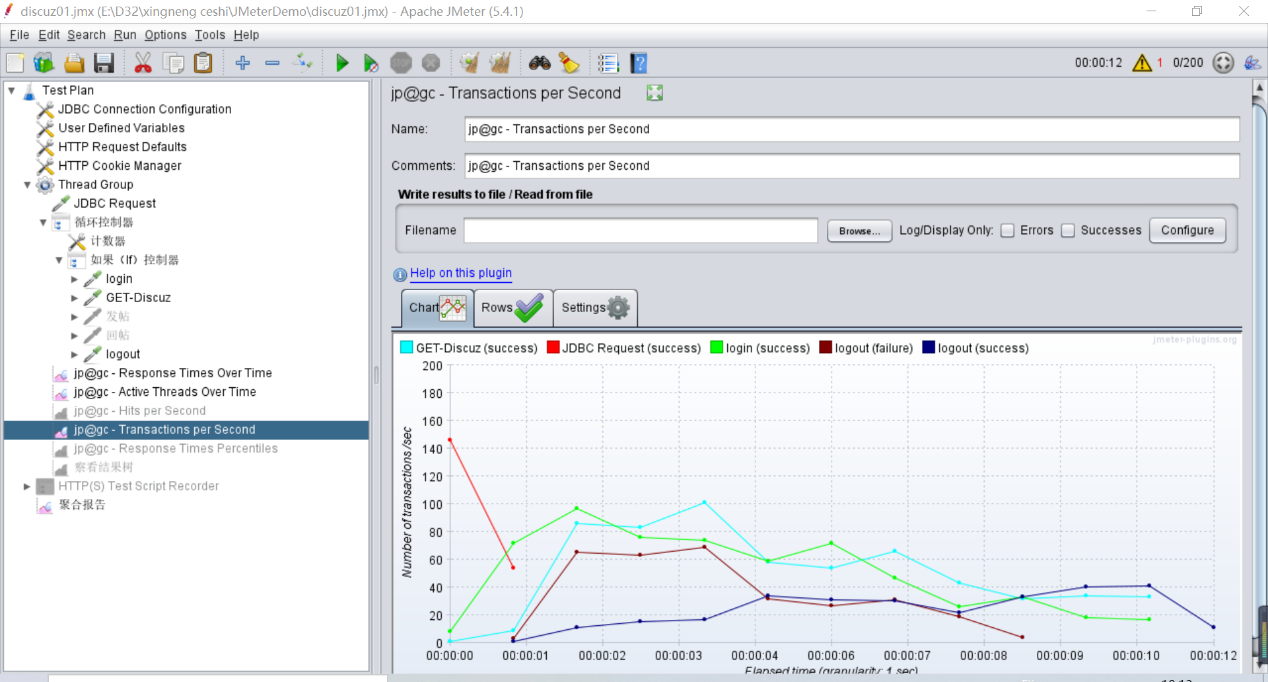 discuz01.jmx (E:\D32\xingneng ceshi\JMeterDemo\discuz01.jmx) - Apache JMeter (5.4.1)
File Edit Search Run Options Tools Help
00:00:12 1 0/200
Test Plan
JDBC Connection Configuration
User Defined Variables
HTTP Request Defaults
HTTP Cookie Manager
Thread Group
JDBC Request
循环控制器
计数器
如果（If）控制器
login
GET-Discuz
发帖
回帖
logout
jp@gc - Response Times Over Time
jp@gc - Active Threads Over Time
jp@gc - Hits per Second
jp@gc - Transactions per Second
jp@gc - Response Times Percentiles
察看结果树
HTTP(S) Test Script Recorder
聚合报告
jp@gc - Transactions per Second
Name: jp@gc - Transactions per Second
Comments: jp@gc - Transactions per Second
Write results to file / Read from file
Filename Browse... Log/Display Only: Errors Successes Configure
Help on this plugin
Chart Rows Settings
GET-Discuz (success) JDBC Request (success) login (success) logout (failure) logout (success)
jmeter-plugins.org
200
180
160
140
120
100
80
60
40
20
0
Number of transactions /sec
00:00:00 00:00:01 00:00:02 00:00:03 00:00:04 00:00:06 00:00:07 00:00:08 00:00:09 00:00:10 00:00:12
Elapsed time (granularity: 1 sec)